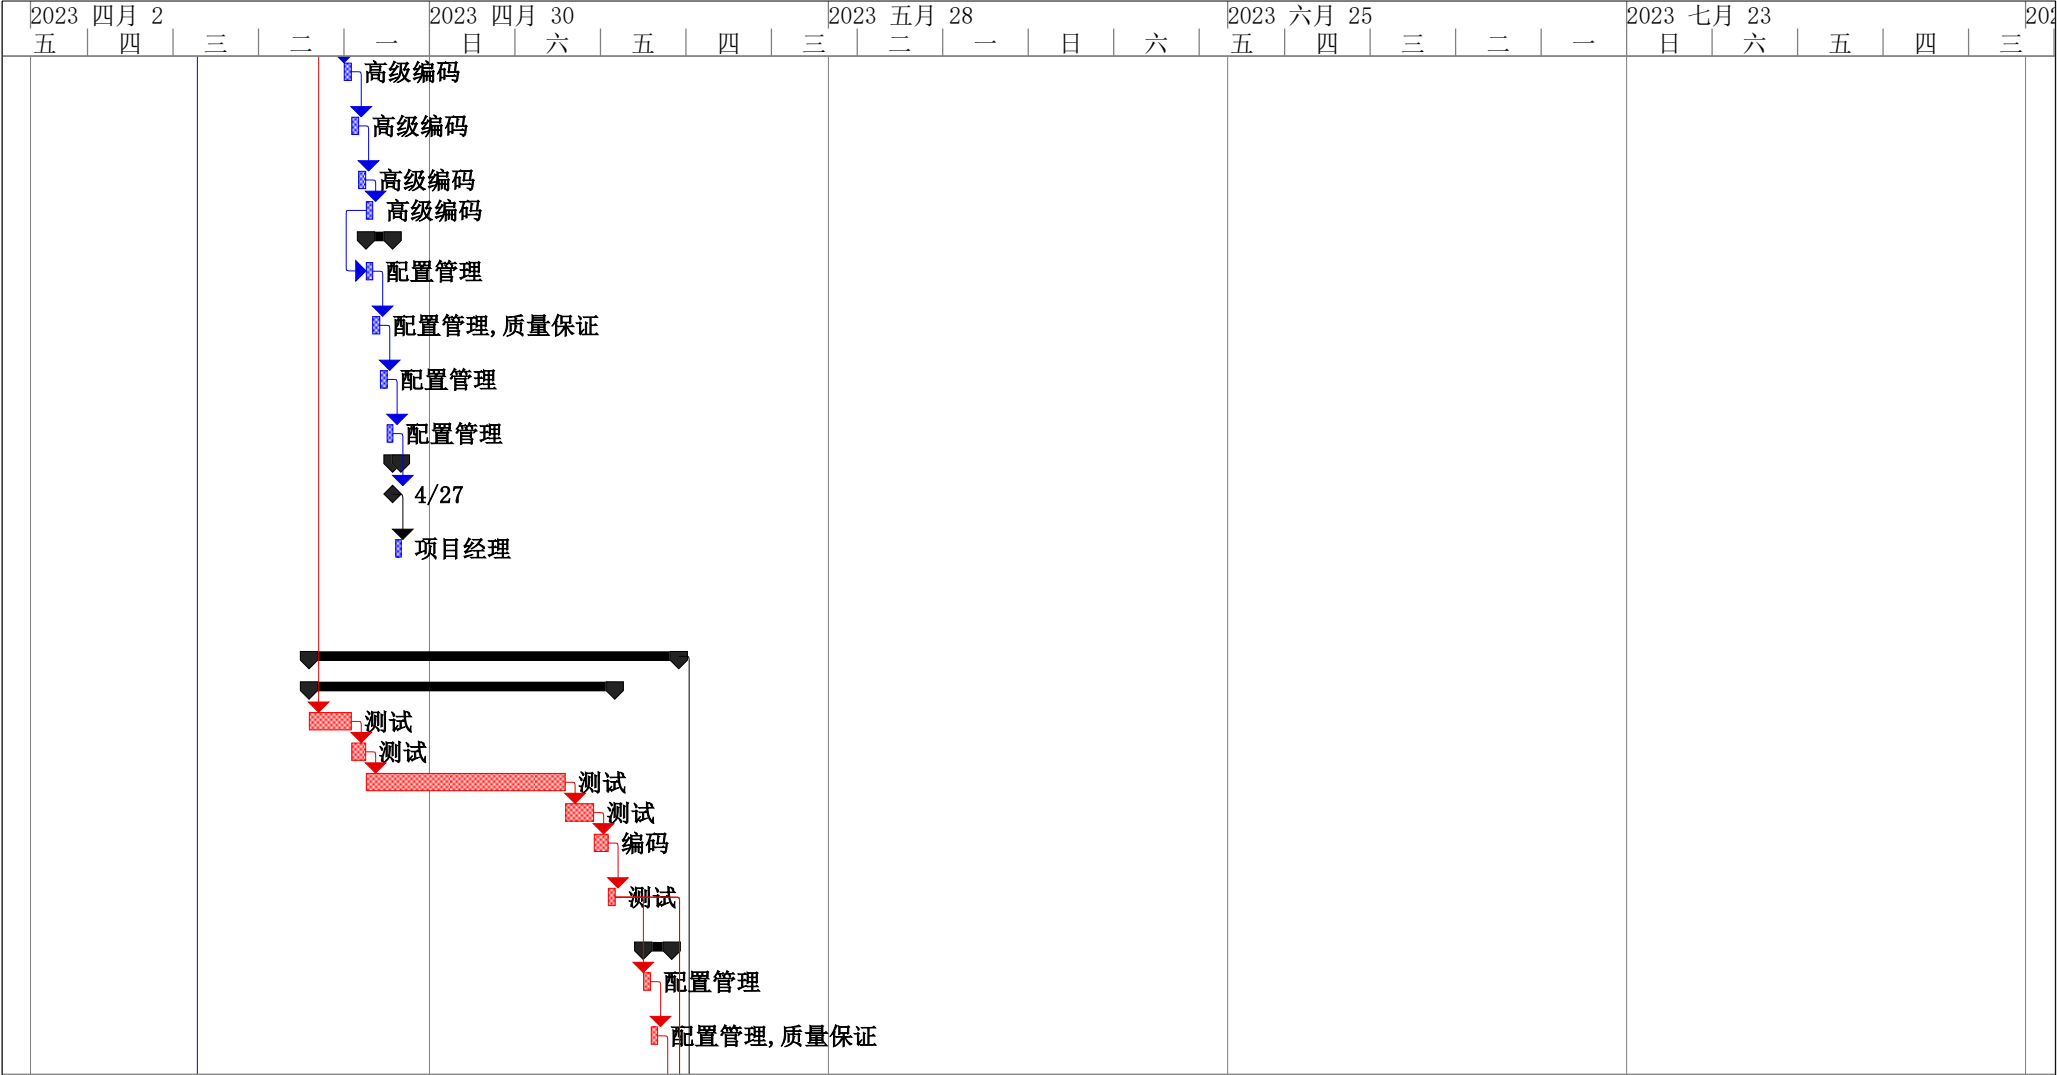 2023 四月 2 2023 四月 30 2023 五月 28 2023 六月 25 2023 七月 23 202
五 四 三 二 一 日 六 五 四 三 二 一 日 六 五 四 三 二 一 日 六 五 四 三
高级编码
高级编码
高级编码
高级编码
配置管理
配置管理,质量保证
配置管理
配置管理
4/27
项目经理
测试
测试
测试
测试
编码
测试
配置管理
配置管理,质量保证